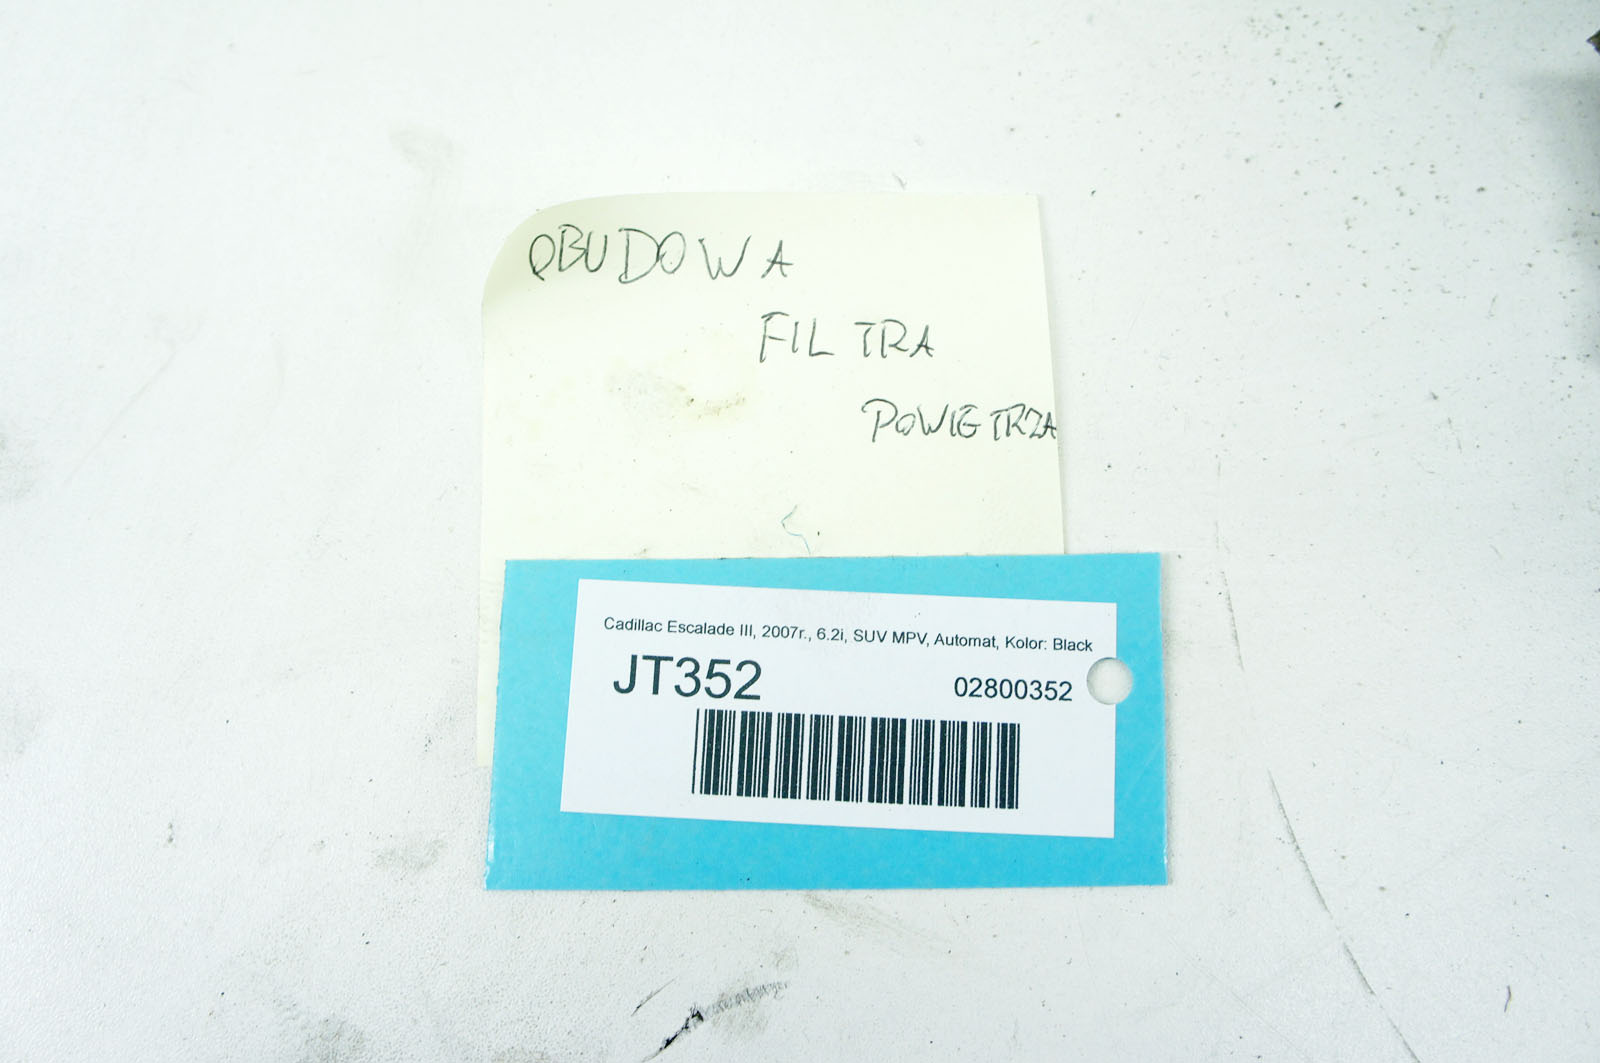 OBUDOWA
FILTRA
POWIETRZA
Cadillac Escalade III, 2007r., 6.2i, SUV MPV, Automat, Kolor: Black
JT352
02800352